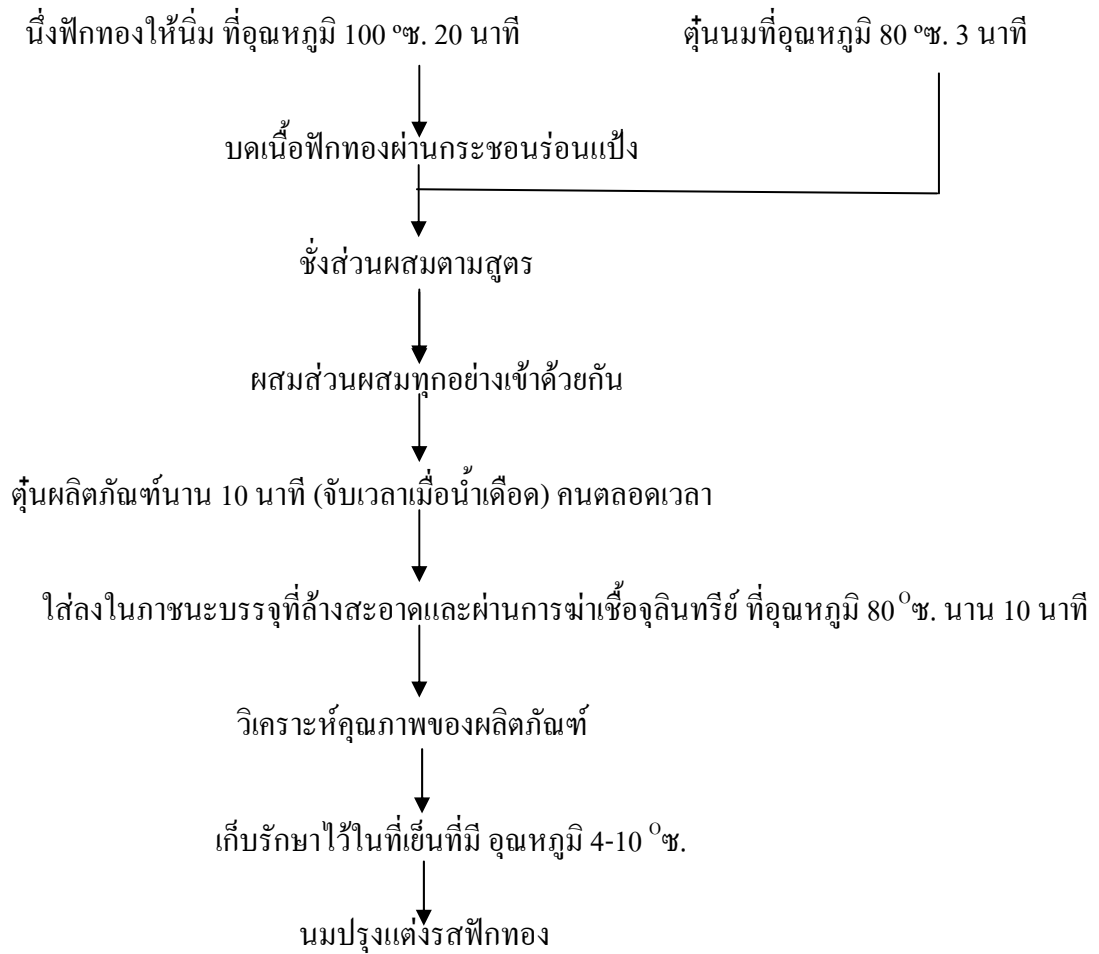 นึ่งฟักทองให้นิ่ม ที่อุณหภูมิ 100 ºซ. 20 นาที
ตุ๋นนมที่อุณหภูมิ 80 ºซ. 3 นาที
บดเนื้อฟักทองผ่านกระชอนร่อนแป้ง
ชั่งส่วนผสมตามสูตร
ผสมส่วนผสมทุกอย่างเข้าด้วยกัน
ตุ๋นผลิตภัณฑ์นาน 10 นาที (จับเวลาเมื่อน้ำเดือด) คนตลอดเวลา
ใส่ลงในภาชนะบรรจุที่ล้างสะอาดและผ่านการฆ่าเชื้อจุลินทรีย์ ที่อุณหภูมิ 80 ᴼซ. นาน 10 นาที
วิเคราะห์คุณภาพของผลิตภัณฑ์
เก็บรักษาไว้ในที่เย็นที่มี อุณหภูมิ 4-10 ᴼซ.
นมปรุงแต่งรสฟักทอง